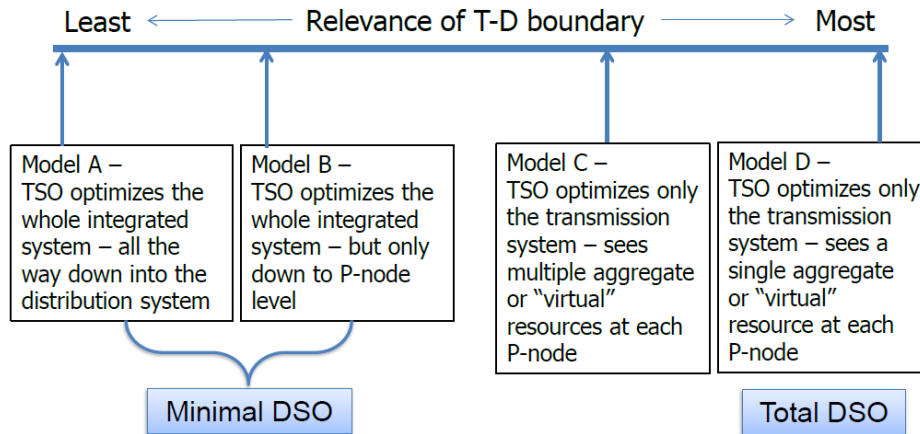 Least Relevance of T-D boundary Most
Model A –
TSO optimizes the
whole integrated
system – all the
way down into the
distribution system
Model B –
TSO optimizes the
whole integrated
system – but only
down to P-node
level
Model C –
TSO optimizes only
the transmission
system – sees
multiple aggregate
or “virtual”
resources at each
P-node
Model D –
TSO optimizes only
the transmission
system – sees a
single aggregate
or “virtual”
resource at each
P-node
Minimal DSO
Total DSO